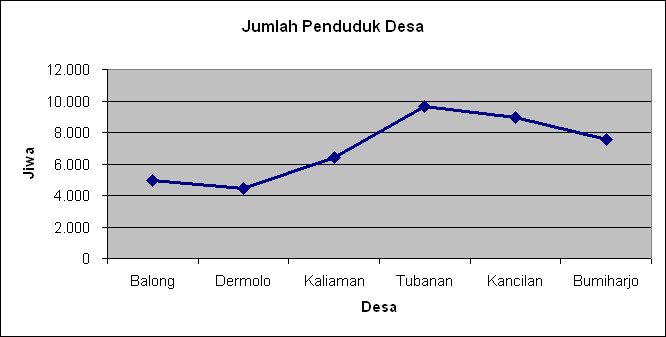 Jumlah Penduduk Desa
12.000
10.000
8.000
6.000
4.000
2.000
0
Jiwa
Balong Dermolo Kaliaman Tubanan Kancilan Bumiharjo
Desa